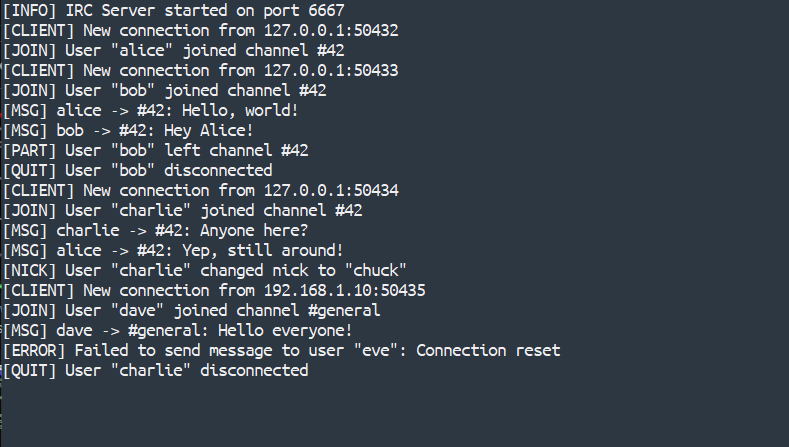 [INFO] IRC Server started on port 6667
[CLIENT] New connection from 127.0.0.1:50432
[JOIN] User "alice" joined channel #42
[CLIENT] New connection from 127.0.0.1:50433
[JOIN] User "bob" joined channel #42
[MSG] alice -> #42: Hello, world!
[MSG] bob -> #42: Hey Alice!
[PART] User "bob" left channel #42
[QUIT] User "bob" disconnected
[CLIENT] New connection from 127.0.0.1:50434
[JOIN] User "charlie" joined channel #42
[MSG] charlie -> #42: Anyone here?
[MSG] alice -> #42: Yep, still around!
[NICK] User "charlie" changed nick to "chuck"
[CLIENT] New connection from 192.168.1.10:50435
[JOIN] User "dave" joined channel #general
[MSG] dave -> #general: Hello everyone!
[ERROR] Failed to send message to user "eve": Connection reset
[QUIT] User "charlie" disconnected